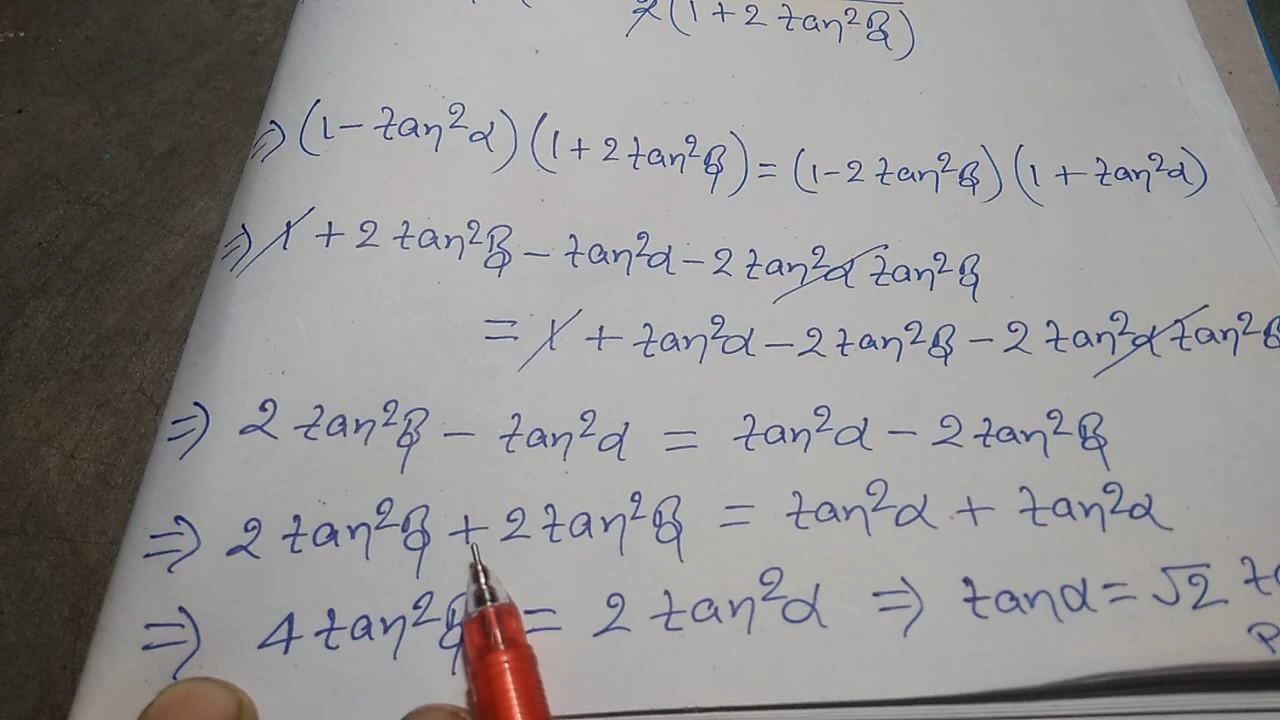 2(1 + 2 tan²β)
⇒ (1 - tan²α)(1 + 2 tan²β) = (1 - 2 tan²β)(1 + tan²α)
⇒ 1 + 2 tan²β - tan²α - 2 tan²α tan²β
= 1 + tan²α - 2 tan²β - 2 tan²α tan²β
⇒ 2 tan²β - tan²α = tan²α - 2 tan²β
⇒ 2 tan²β + 2 tan²β = tan²α + tan²α
⇒ 4 tan²β = 2 tan²α ⇒ tanα = √2